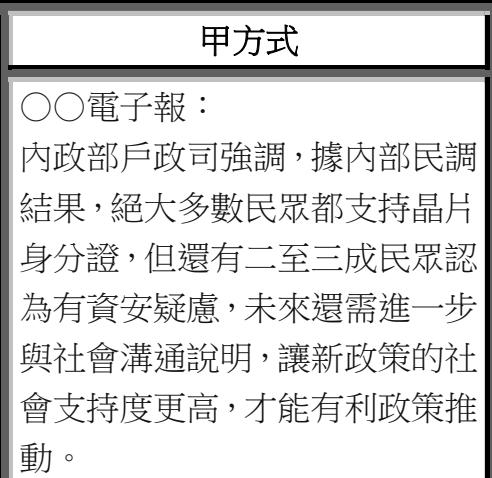 甲方式
○○電子報：
內政部戶政司強調，據內部民調
結果，絕大多數民眾都支持晶片
身分證，但還有二至三成民眾認
為有資安疑慮，未來還需進一步
與社會溝通說明，讓新政策的社
會支持度更高，才能有利政策推
動。